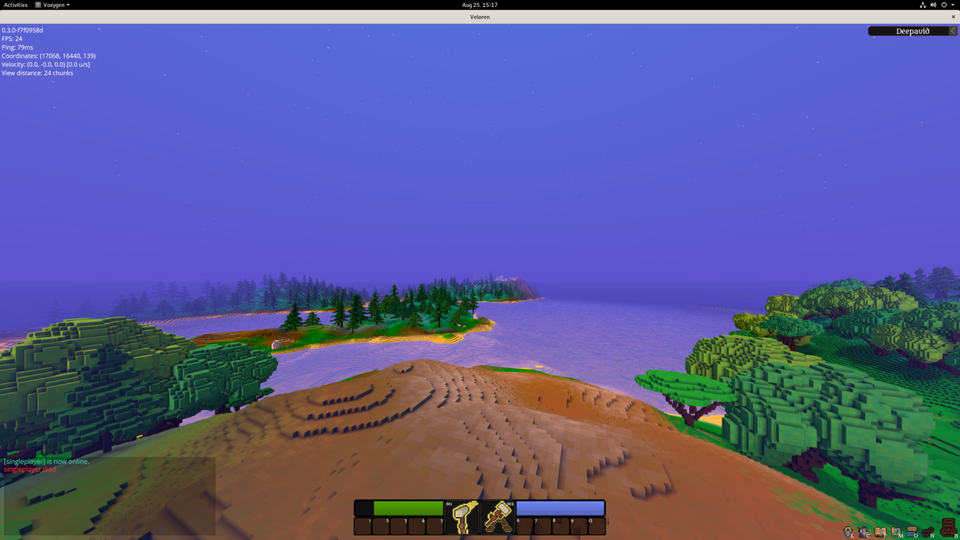 Activities Voxygen Aug 25 15:17
Veloren
0.3.0-f7f0958d
FPS: 24
Ping: 79ms
Coordinates: (17068, 16440, 139)
Velocity: (0.0, -0.0, 0.0) [0.0 u/s]
View distance: 24 chunks
Deepavid
[singleplayer] is now online.
singleplayer died